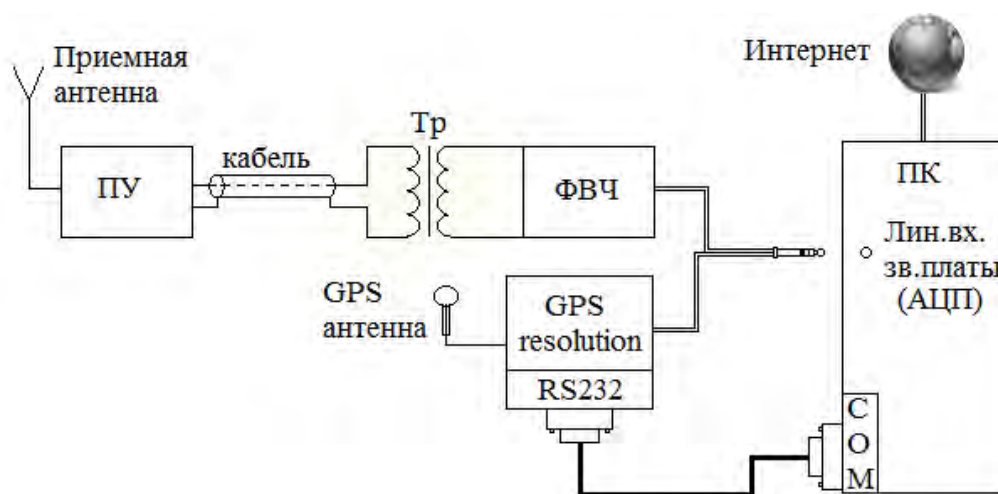 Приемная
антенна
Интернет
Тр
кабель
ПУ
ФВЧ
ПК
Лин.вх.
зв.платы
(АЦП)
GPS
антенна
GPS
resolution
RS232
С
О
М